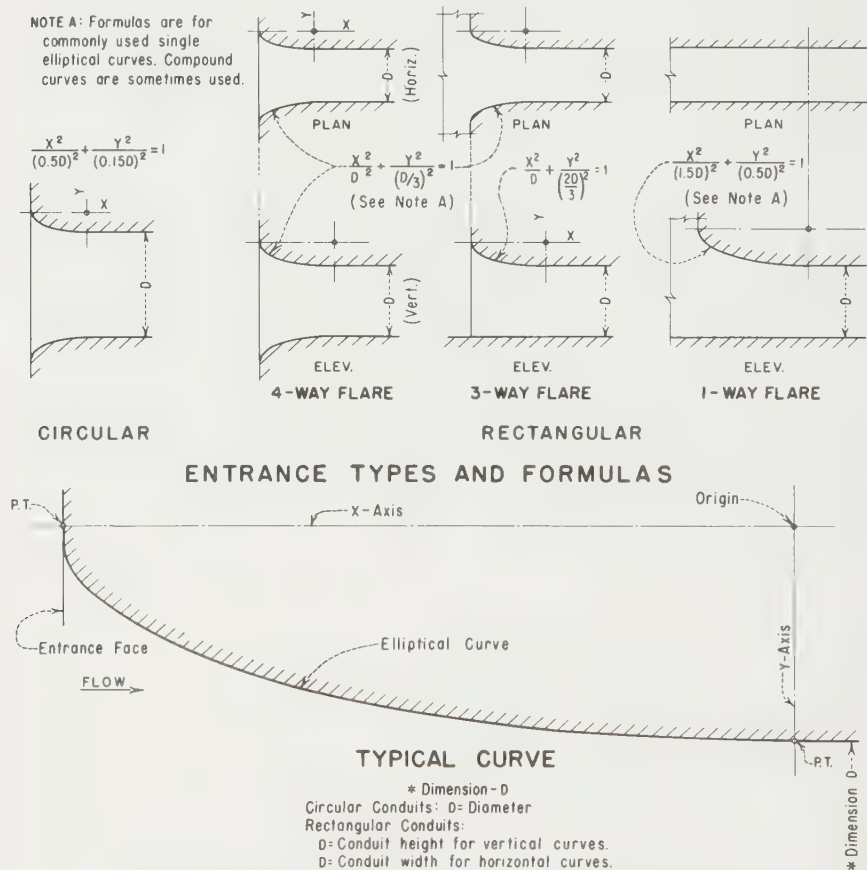 NOTE A: Formulas are for
commonly used single
elliptical curves. Compound
curves are sometimes used.
Y
X
D
(Horiz.)
PLAN
D
PLAN
PLAN
X²/(0.5D)² + Y²/(0.15D)² = 1
Y
X
D
X²/D² + Y²/(D/3)² = 1
(See Note A)
X²/D + Y²/(2D/3)² = 1
X²/(1.5D)² + Y²/(0.5D)² = 1
(See Note A)
Y
X
D
(Vert.)
D
D
ELEV.
ELEV.
ELEV.
4-WAY FLARE
3-WAY FLARE
1-WAY FLARE
CIRCULAR
RECTANGULAR
ENTRANCE TYPES AND FORMULAS
P.T.
X-Axis
Origin
Entrance Face
Elliptical Curve
Y-Axis
FLOW
P.T.
TYPICAL CURVE
* Dimension D
* Dimension-D
Circular Conduits: D=Diameter
Rectangular Conduits:
D=Conduit height for vertical curves.
D=Conduit width for horizontal curves.